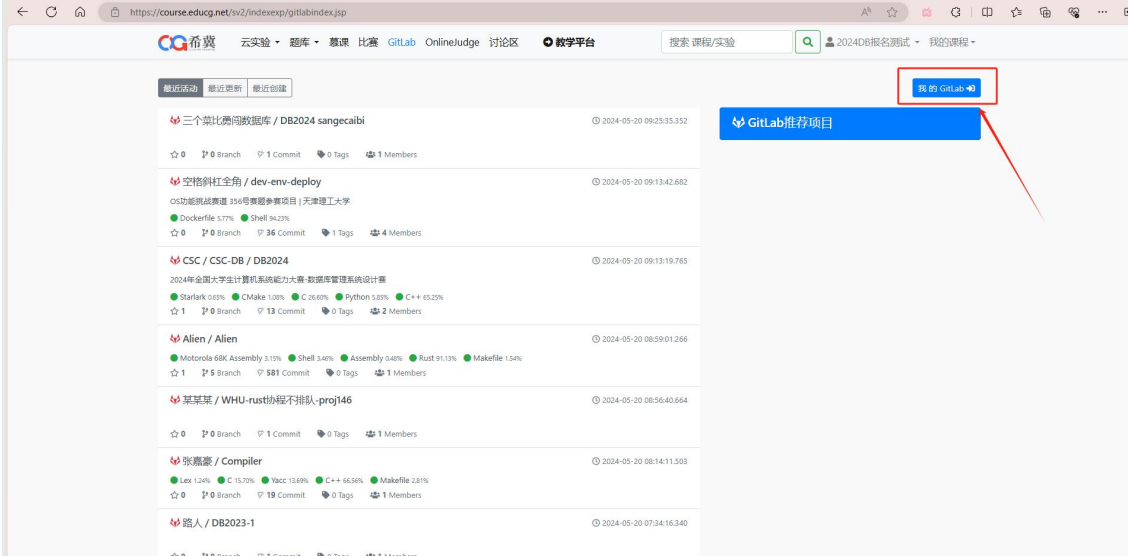 https://course.educg.net/sv2/indexexp/gitlabindex.jsp
CG希冀 云实验 题库 慕课 比赛 GitLab OnlineJudge 讨论区 教学平台 搜索 课程/实验 2024DB报名测试 我的课程
最近活动 最近更新 最近创建 我的 GitLab
三个菜比勇闯数据库 / DB2024 sangecaibi 2024-05-20 09:25:35.352
GitLab推荐项目
0 0 Branch 1 Commit 0 Tags 1 Members
空格斜杠全角 / dev-env-deploy 2024-05-20 09:13:42.682
OS功能挑战赛道 356号赛题参赛项目 | 天津理工大学
Dockerfile 5.77% Shell 94.23%
0 0 Branch 36 Commit 1 Tags 4 Members
CSC / CSC-DB / DB2024 2024-05-20 09:13:19.765
2024年全国大学生计算机系统能力大赛-数据库管理系统设计赛
Starlark 0.65% CMake 1.08% C 26.60% Python 5.83% C++ 65.25%
1 0 Branch 13 Commit 0 Tags 2 Members
Alien / Alien 2024-05-20 08:59:01.266
Motorola 68K Assembly 3.15% Shell 3.46% Assembly 0.48% Rust 91.13% Makefile 1.54%
1 5 Branch 581 Commit 0 Tags 1 Members
某某某 / WHU-rust协程不排队-proj146 2024-05-20 08:56:40.664
0 0 Branch 1 Commit 0 Tags 1 Members
张嘉豪 / Compiler 2024-05-20 08:14:11.503
Lex 1.24% C 15.70% Yacc 13.69% C++ 66.56% Makefile 2.81%
0 0 Branch 19 Commit 0 Tags 1 Members
路人 / DB2023-1 2024-05-20 07:34:16.340